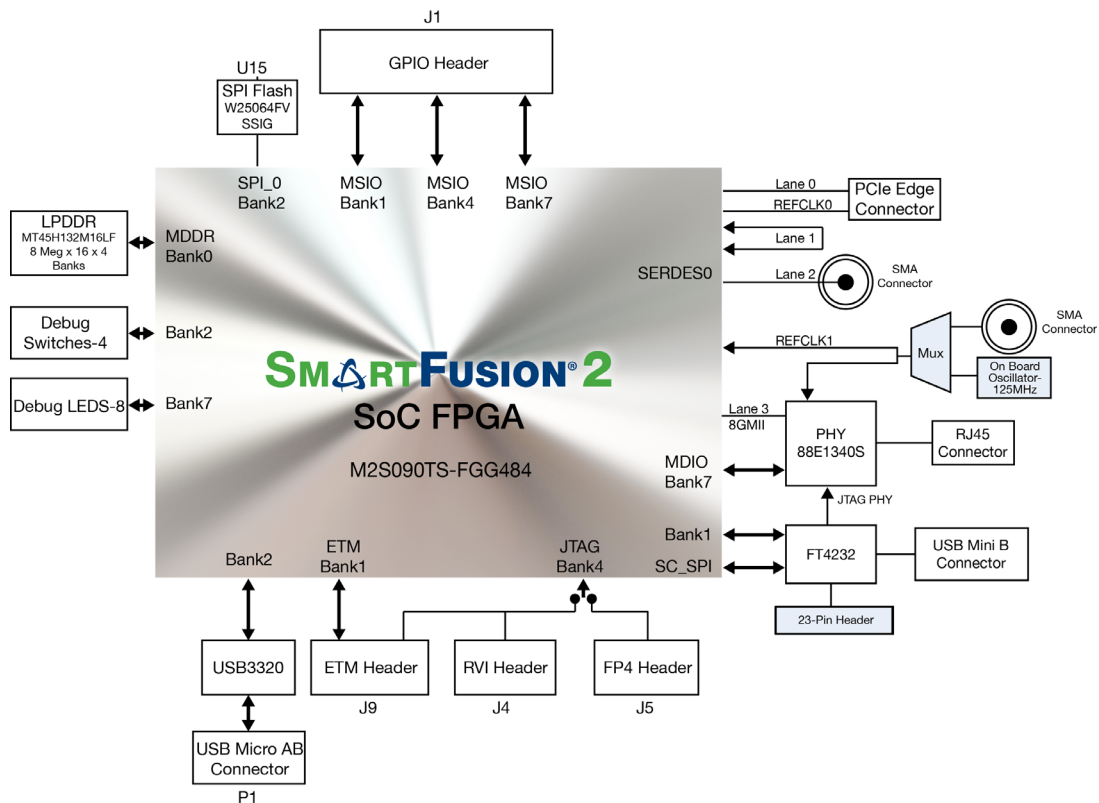 J1
GPIO Header
U15
SPI Flash
W25064FV
SSIG
SPI_0
Bank2
MSIO
Bank1
MSIO
Bank4
MSIO
Bank7
LPDDR
MT45H132M16LF
8 Meg x 16 x 4
Banks
MDDR
Bank0
Debug
Switches-4
Bank2
Debug LEDS-8
Bank7
SMARTFUSION® 2
SoC FPGA
M2S090TS-FGG484
Lane 0
REFCLK0
PCIe Edge
Connector
Lane 1
SERDES0
Lane 2
SMA
Connector
REFCLK1
Mux
SMA
Connector
On Board
Oscillator-
125MHz
Lane 3
8GMII
PHY
88E1340S
RJ45
Connector
MDIO
Bank7
JTAG PHY
Bank1
SC_SPI
FT4232
USB Mini B
Connector
23-Pin Header
Bank2
ETM
Bank1
JTAG
Bank4
USB3320
ETM Header
J9
RVI Header
J4
FP4 Header
J5
USB Micro AB
Connector
P1